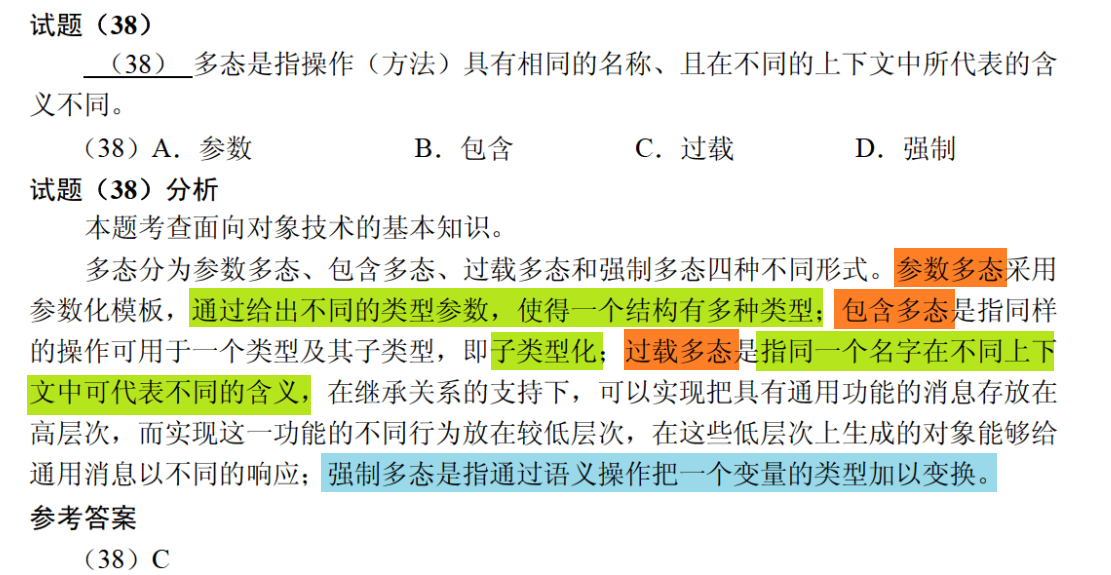 试题（38）
（38） 多态是指操作（方法）具有相同的名称、且在不同的上下文中所代表的含
义不同。
（38）A．参数 B．包含 C．过载 D．强制
试题（38）分析
本题考查面向对象技术的基本知识。
多态分为参数多态、包含多态、过载多态和强制多态四种不同形式。参数多态采用
参数化模板，通过给出不同的类型参数，使得一个结构有多种类型；包含多态是指同样
的操作可用于一个类型及其子类型，即子类型化；过载多态是指同一个名字在不同上下
文中可代表不同的含义，在继承关系的支持下，可以实现把具有通用功能的消息存放在
高层次，而实现这一功能的不同行为放在较低层次，在这些低层次上生成的对象能够给
通用消息以不同的响应；强制多态是指通过语义操作把一个变量的类型加以变换。
参考答案
（38）C